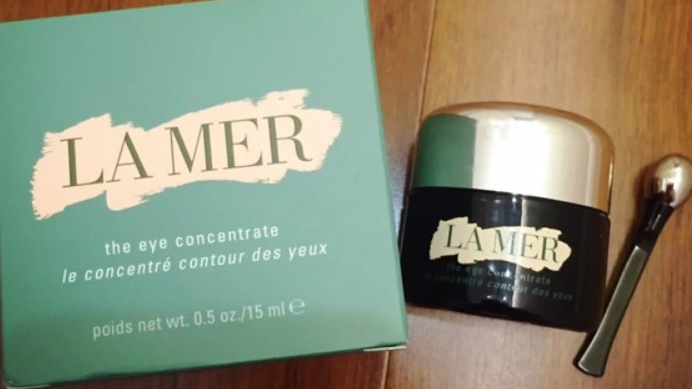 LA MER
the eye concentrate
le concentré contour des yeux
poids net wt. 0.5 oz./15 ml ℮
LA MER
the eye concentrate
le concentré contour des yeux